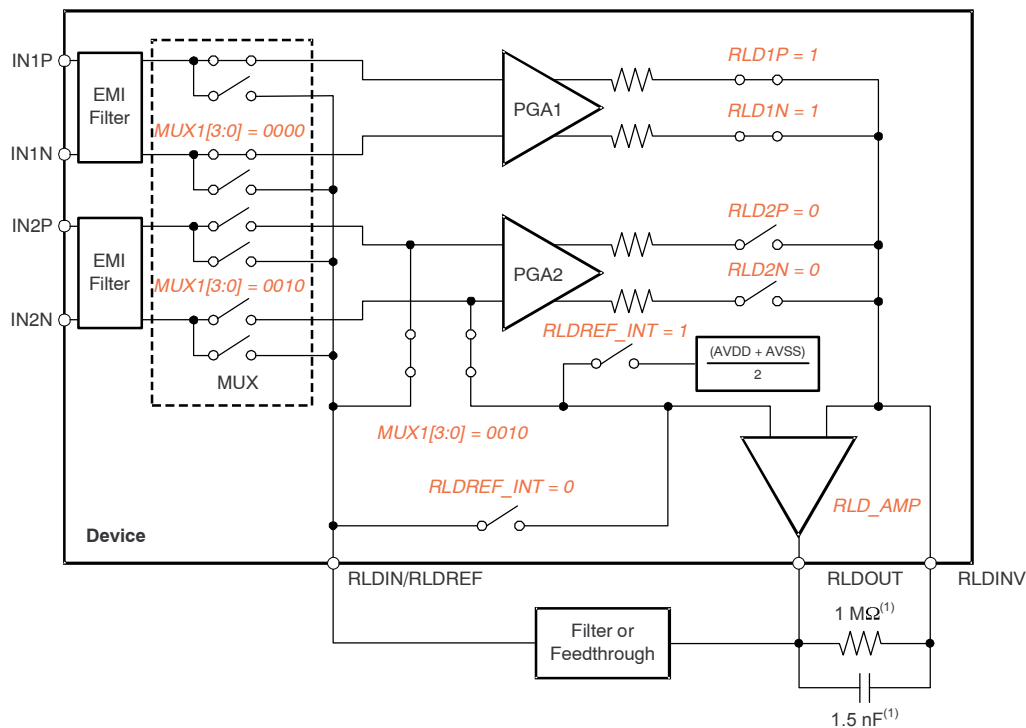 IN1P
EMI
Filter
IN1N
MUX1[3:0] = 0000
PGA1
RLD1P = 1
RLD1N = 1
IN2P
EMI
Filter
IN2N
MUX1[3:0] = 0010
MUX
PGA2
RLD2P = 0
RLD2N = 0
RLDREF_INT = 1
(AVDD + AVSS)
2
MUX1[3:0] = 0010
RLDREF_INT = 0
RLD_AMP
Device
RLDIN/RLDREF
RLDOUT
RLDINV
Filter or
Feedthrough
1 MΩ(1)
1.5 nF(1)